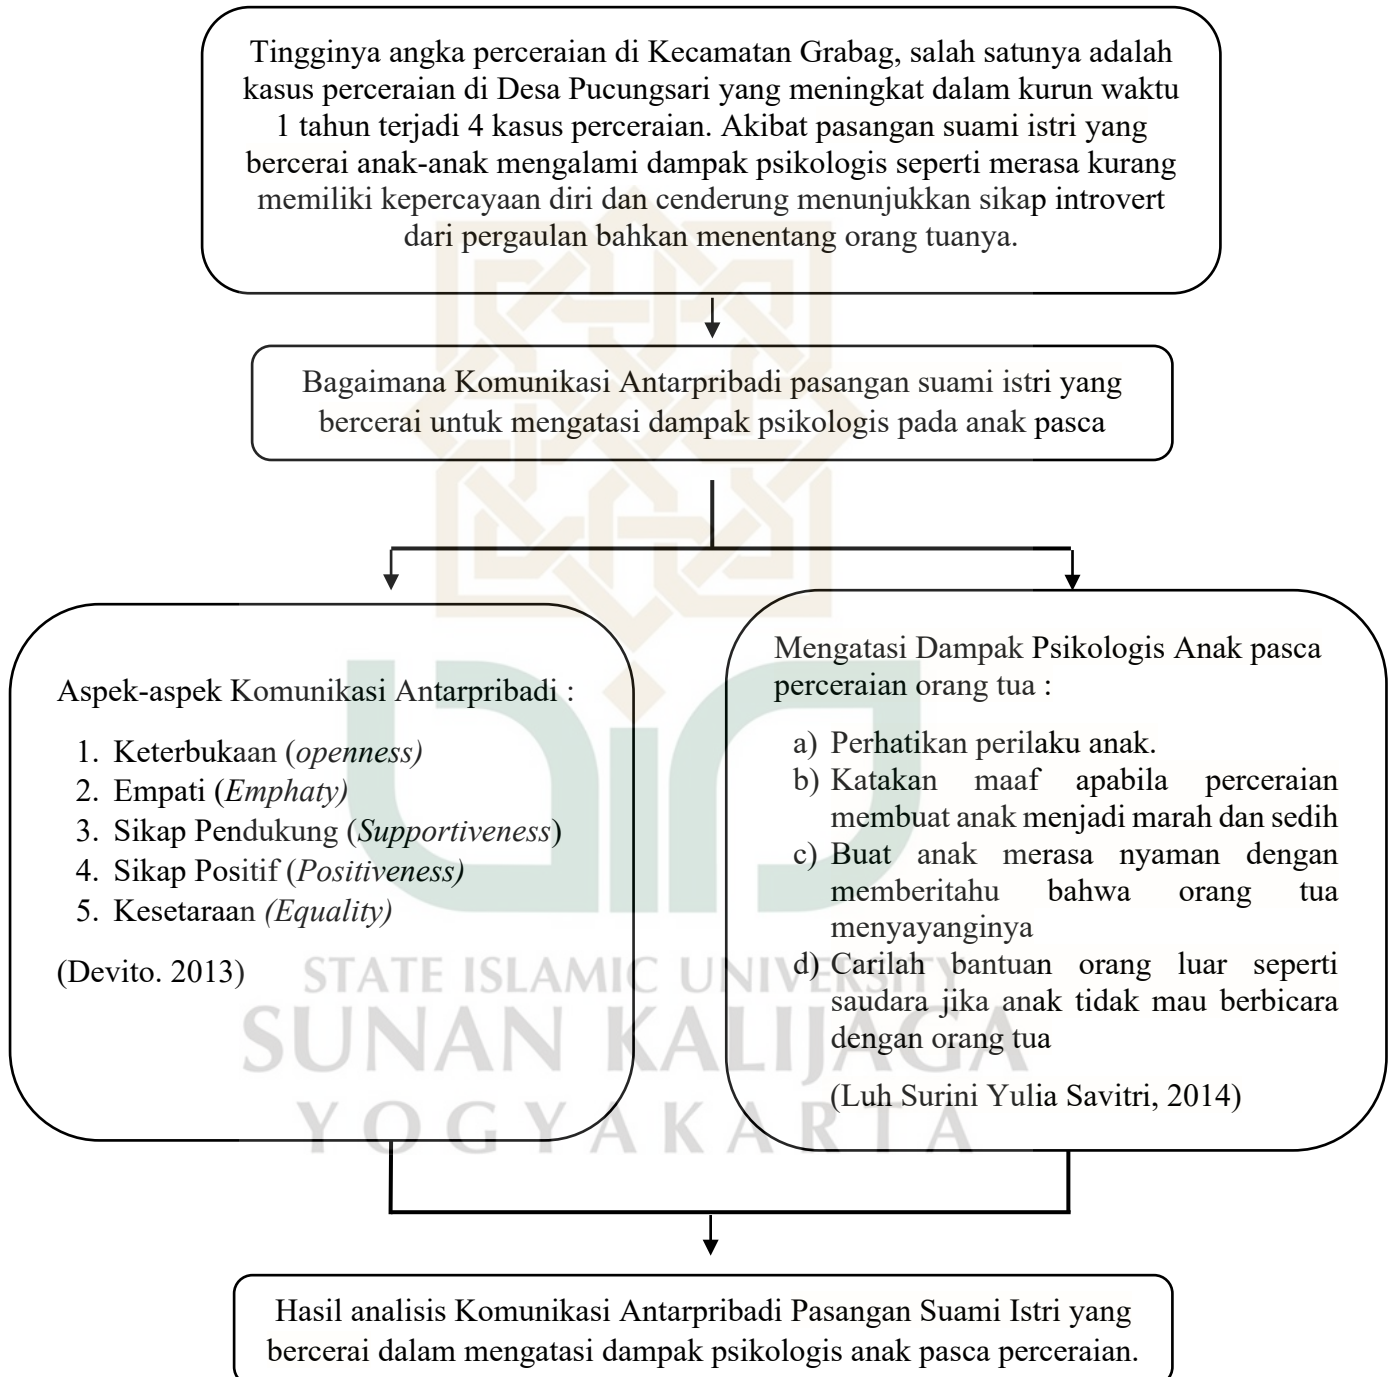 Tingginya angka perceraian di Kecamatan Grabag, salah satunya adalah
kasus perceraian di Desa Pucungsari yang meningkat dalam kurun waktu
1 tahun terjadi 4 kasus perceraian. Akibat pasangan suami istri yang
bercerai anak-anak mengalami dampak psikologis seperti merasa kurang
memiliki kepercayaan diri dan cenderung menunjukkan sikap introvert
dari pergaulan bahkan menentang orang tuanya.
Bagaimana Komunikasi Antarpribadi pasangan suami istri yang
bercerai untuk mengatasi dampak psikologis pada anak pasca
Aspek-aspek Komunikasi Antarpribadi :
1. Keterbukaan (openness)
2. Empati (Emphaty)
3. Sikap Pendukung (Supportiveness)
4. Sikap Positif (Positiveness)
5. Kesetaraan (Equality)
(Devito. 2013)
Mengatasi Dampak Psikologis Anak pasca
perceraian orang tua :
a) Perhatikan perilaku anak.
b) Katakan maaf apabila perceraian
membuat anak menjadi marah dan sedih
c) Buat anak merasa nyaman dengan
memberitahu bahwa orang tua
menyayanginya
d) Carilah bantuan orang luar seperti
saudara jika anak tidak mau berbicara
dengan orang tua
(Luh Surini Yulia Savitri, 2014)
STATE ISLAMIC UNIVERSITY
SUNAN KALIJAGA
YOGYAKARTA
Hasil analisis Komunikasi Antarpribadi Pasangan Suami Istri yang
bercerai dalam mengatasi dampak psikologis anak pasca perceraian.